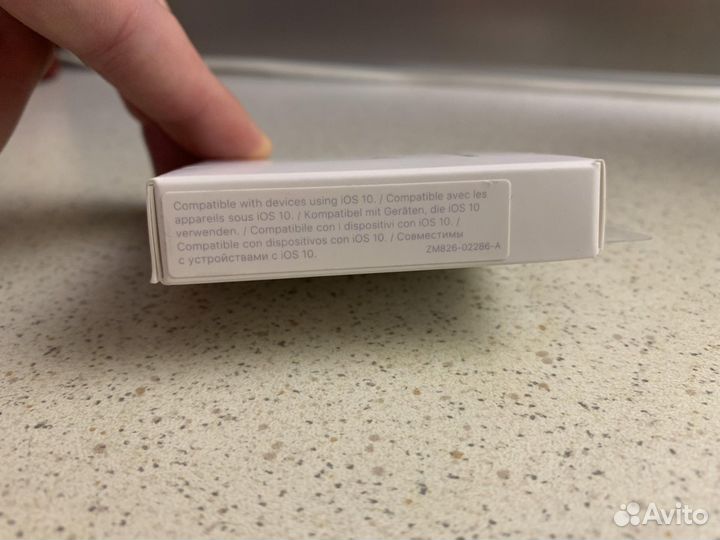 Compatible with devices using iOS 10. / Compatible avec les
appareils sous iOS 10. / Kompatibel mit Geräten, die iOS 10
verwenden. / Compatibile con i dispositivi con iOS 10. /
Compatible con dispositivos con iOS 10. / Совместимы
с устройствами с iOS 10.
ZM826-02286-A
Avito